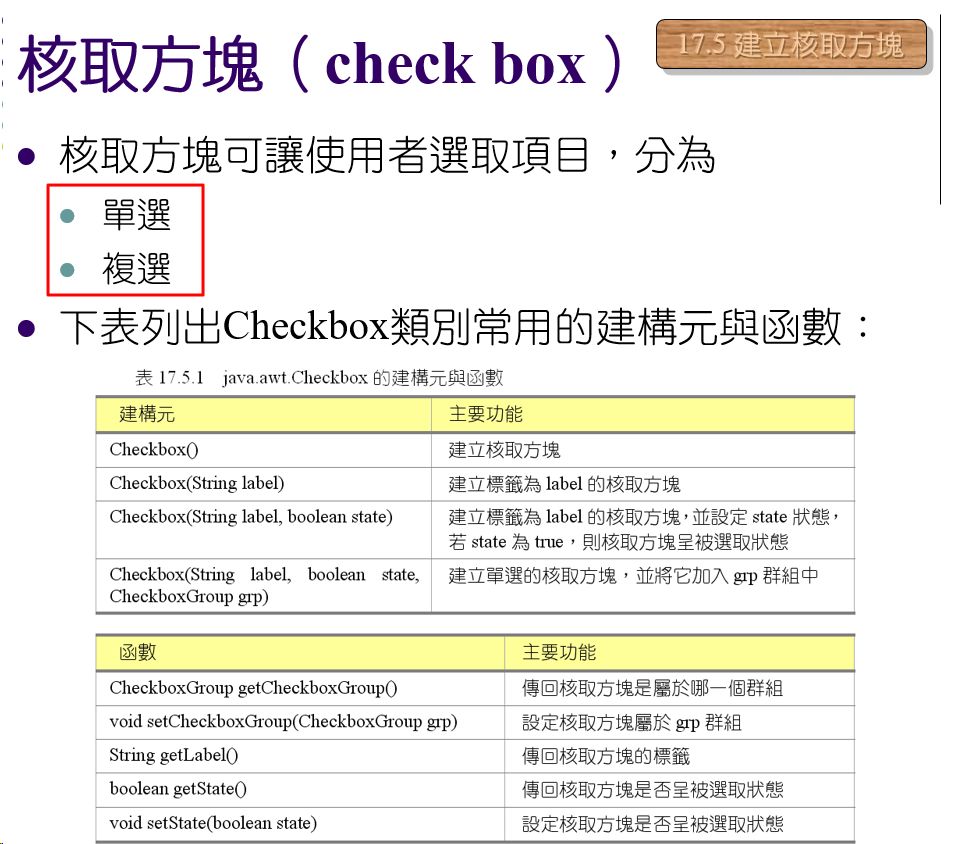 核取方塊（check box）
17.5 建立核取方塊
● 核取方塊可讓使用者選取項目，分為
● 單選
● 複選
● 下表列出Checkbox類別常用的建構元與函數：
表 17.5.1 java.awt.Checkbox 的建構元與函數
建構元 主要功能
Checkbox() 建立核取方塊
Checkbox(String label) 建立標籤為 label 的核取方塊
Checkbox(String label, boolean state) 建立標籤為 label 的核取方塊，並設定 state 狀態，
若 state 為 true，則核取方塊呈被選取狀態
Checkbox(String label, boolean state, 建立單選的核取方塊，並將它加入 grp 群組中
CheckboxGroup grp)
函數 主要功能
CheckboxGroup getCheckboxGroup() 傳回核取方塊是屬於哪一個群組
void setCheckboxGroup(CheckboxGroup grp) 設定核取方塊屬於 grp 群組
String getLabel() 傳回核取方塊的標籤
boolean getState() 傳回核取方塊是否呈被選取狀態
void setState(boolean state) 設定核取方塊是否呈被選取狀態